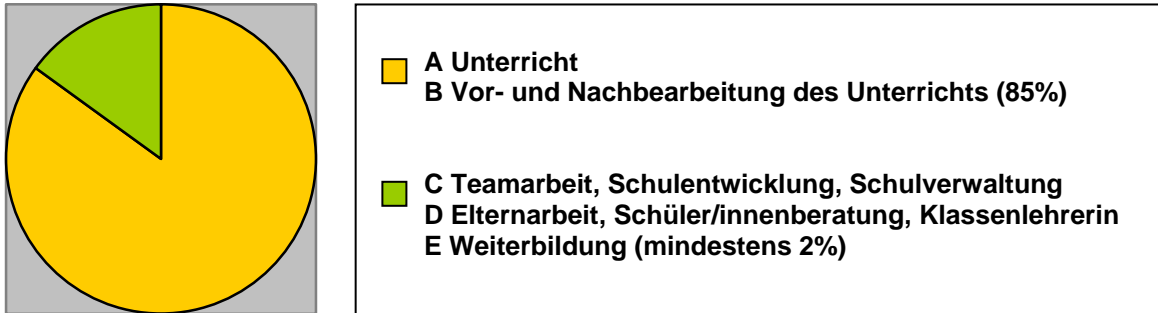 A Unterricht
B Vor- und Nachbearbeitung des Unterrichts (85%)
C Teamarbeit, Schulentwicklung, Schulverwaltung
D Elternarbeit, Schüler/innenberatung, Klassenlehrerin
E Weiterbildung (mindestens 2%)